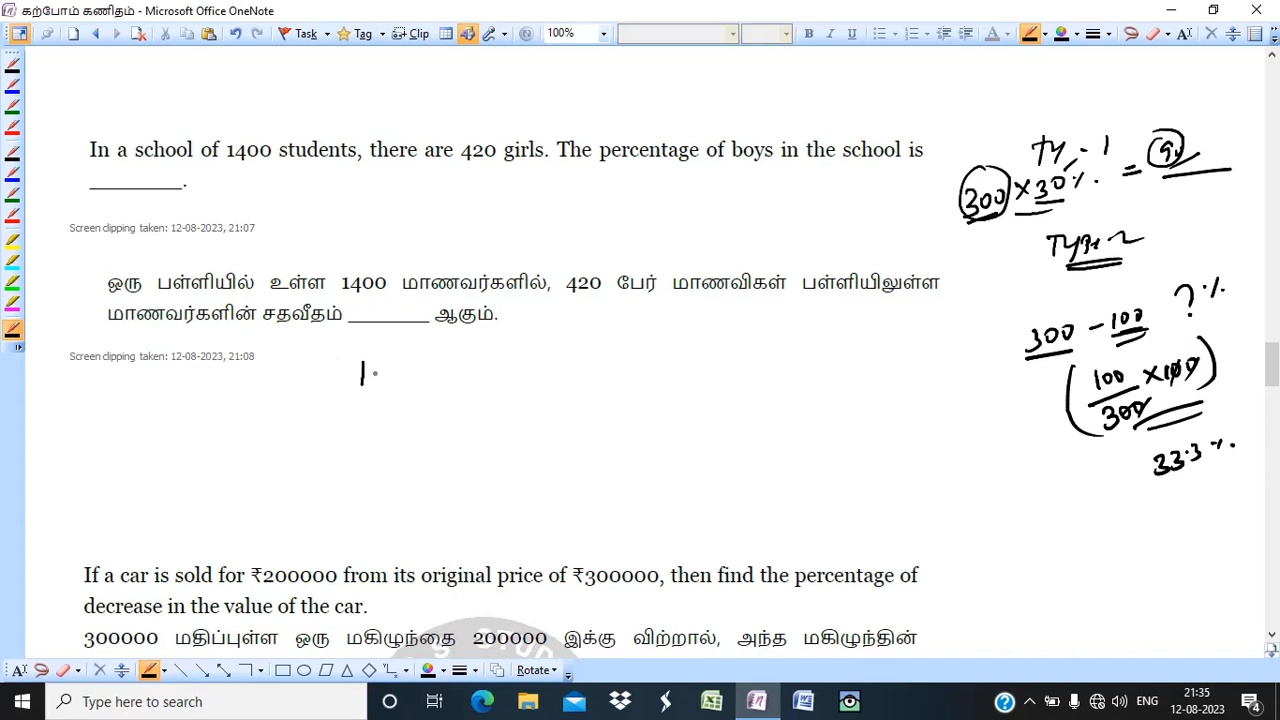 கற்போம் கணிதம் - Microsoft Office OneNote
Task
Tag
Clip
100%
B I U
In a school of 1400 students, there are 420 girls. The percentage of boys in the school is
________.
Screen clipping taken: 12-08-2023, 21:07
ஒரு பள்ளியில் உள்ள 1400 மாணவர்களில், 420 பேர் மாணவிகள் பள்ளியிலுள்ள
மாணவர்களின் சதவீதம் _______ ஆகும்.
Screen clipping taken: 12-08-2023, 21:08
Ty - 1
300 × 30% = 90
Type 2
300 - 100 ?%
(100/300 × 100)
33.3%
If a car is sold for ₹200000 from its original price of ₹300000, then find the percentage of
decrease in the value of the car.
300000 மதிப்புள்ள ஒரு மகிழுந்தை 200000 இக்கு விற்றால், அந்த மகிழுந்தின்
Rotate
Type here to search
21:35
12-08-2023